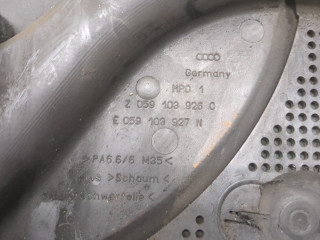 Germany
MPO 1
Z 059 103 926 C
E 059 103 927 N
>PA6.6/6 M35<
>Schaum<